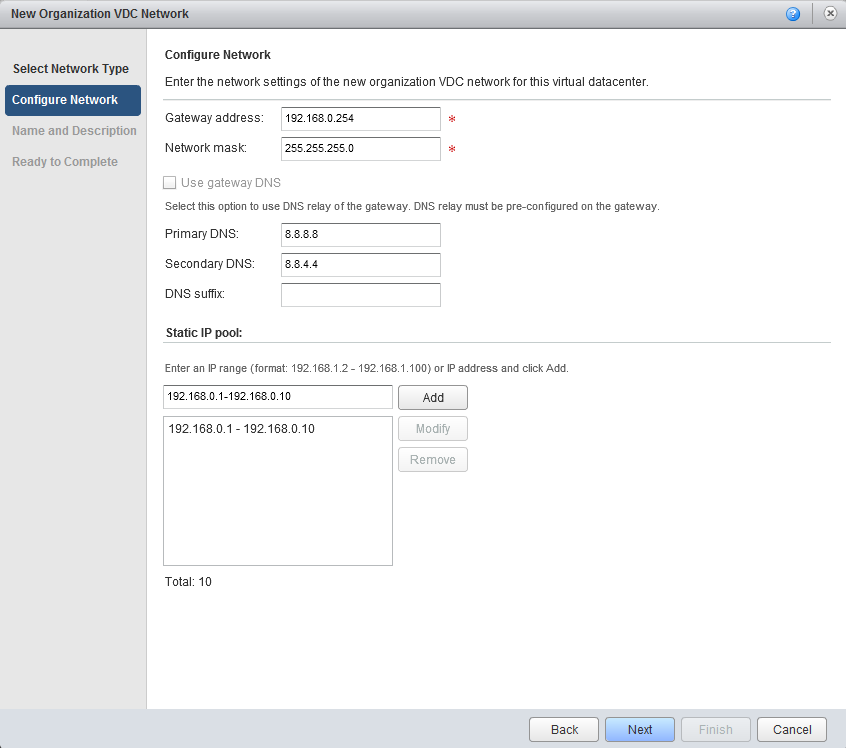 New Organization VDC Network
?
Select Network Type
Configure Network
Name and Description
Ready to Complete
Configure Network
Enter the network settings of the new organization VDC network for this virtual datacenter.
Gateway address: 192.168.0.254 *
Network mask: 255.255.255.0 *
Use gateway DNS
Select this option to use DNS relay of the gateway. DNS relay must be pre-configured on the gateway.
Primary DNS: 8.8.8.8
Secondary DNS: 8.8.4.4
DNS suffix:
Static IP pool:
Enter an IP range (format: 192.168.1.2 - 192.168.1.100) or IP address and click Add.
192.168.0.1-192.168.0.10 Add
192.168.0.1 - 192.168.0.10 Modify
Remove
Total: 10
Back Next Finish Cancel